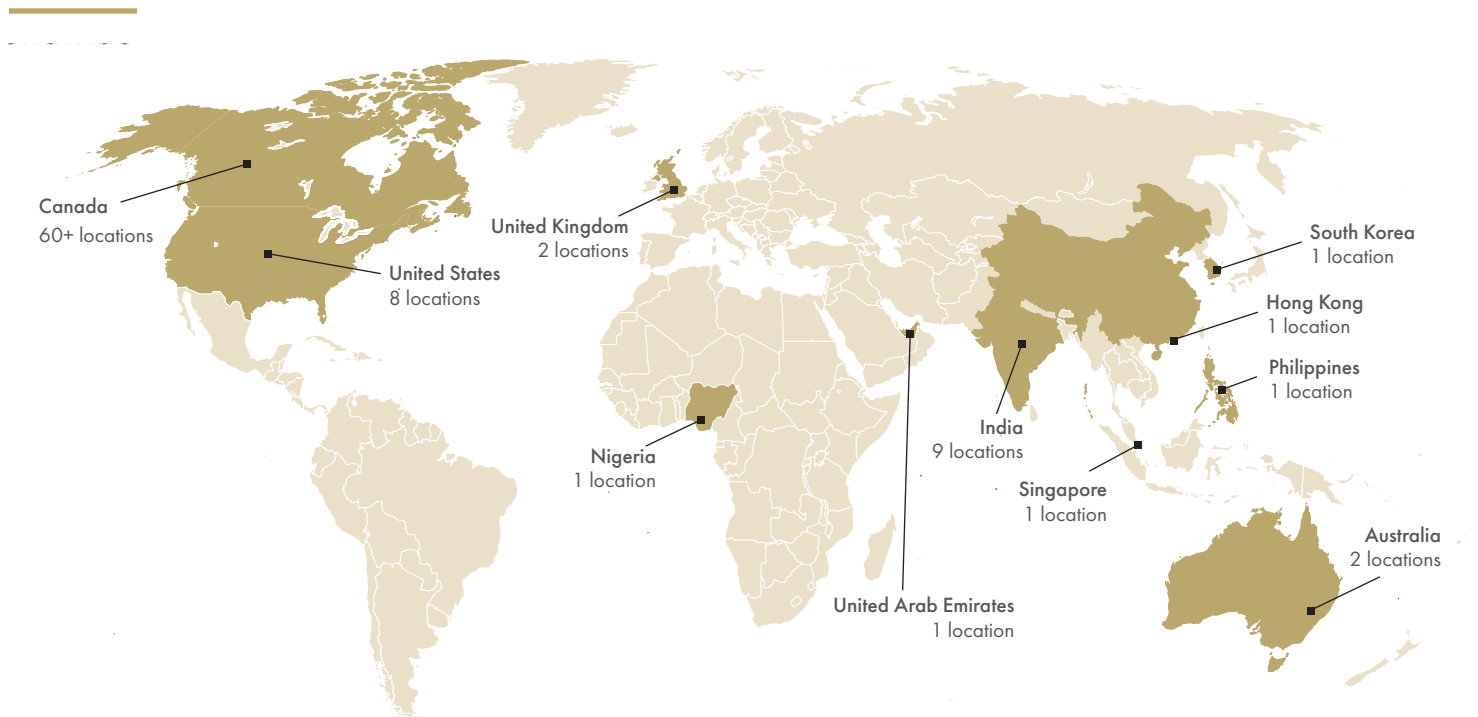 Canada
60+ locations
United States
8 locations
United Kingdom
2 locations
Nigeria
1 location
United Arab Emirates
1 location
India
9 locations
Singapore
1 location
South Korea
1 location
Hong Kong
1 location
Philippines
1 location
Australia
2 locations